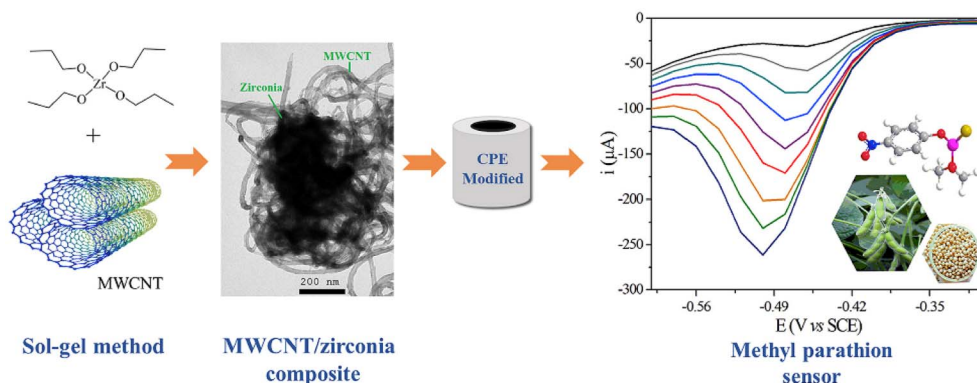 O
O
Zr
O
O
+
MWCNT
Sol-gel method
MWCNT
Zirconia
200 nm
MWCNT/zirconia
composite
CPE
Modified
0
-50
-100
-150
-200
-250
-300
i (µA)
-0.56
-0.49
-0.42
-0.35
E (V vs SCE)
Methyl parathion
sensor